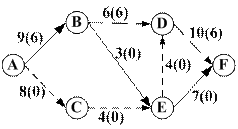 B 6(6) D
9(6) 10(6)
3(0)
A 4(0) F
8(0) 7(0)
C 4(0) E